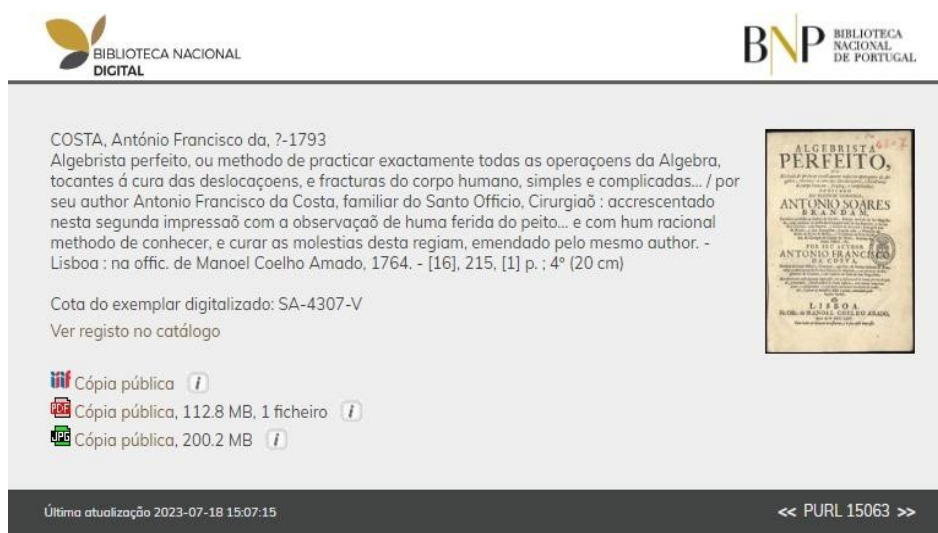 BIBLIOTECA NACIONAL
DIGITAL
BNP
BIBLIOTECA
NACIONAL
DE PORTUGAL
COSTA, António Francisco da, ?-1793
Algebrista perfeito, ou methodo de practicar exactamente todas as operaçoens da Algebra,
tocantes á cura das deslocaçoens, e fracturas do corpo humano, simples e complicadas... / por
seu author Antonio Francisco da Costa, familiar do Santo Officio, Cirurgiaõ : accrescentado
nesta segunda impressaõ com a observaçaõ de huma ferida do peito... e com hum racional
methodo de conhecer, e curar as molestias desta regiam, emendado pelo mesmo author. -
Lisboa : na offic. de Manoel Coelho Amado, 1764. - [16], 215, [1] p. ; 4º (20 cm)
Cota do exemplar digitalizado: SA-4307-V
Ver registo no catálogo
iiif Cópia pública i
PDF Cópia pública, 112.8 MB, 1 ficheiro i
JPG Cópia pública, 200.2 MB i
ALGEBRISTA
PERFEITO,
ANTONIO SOARES
BRANDAM,
POR SEU AUTHOR
ANTONIO FRANCISCO
DA COSTA,
LISBOA
Última atualização 2023-07-18 15:07:15
<< PURL 15063 >>